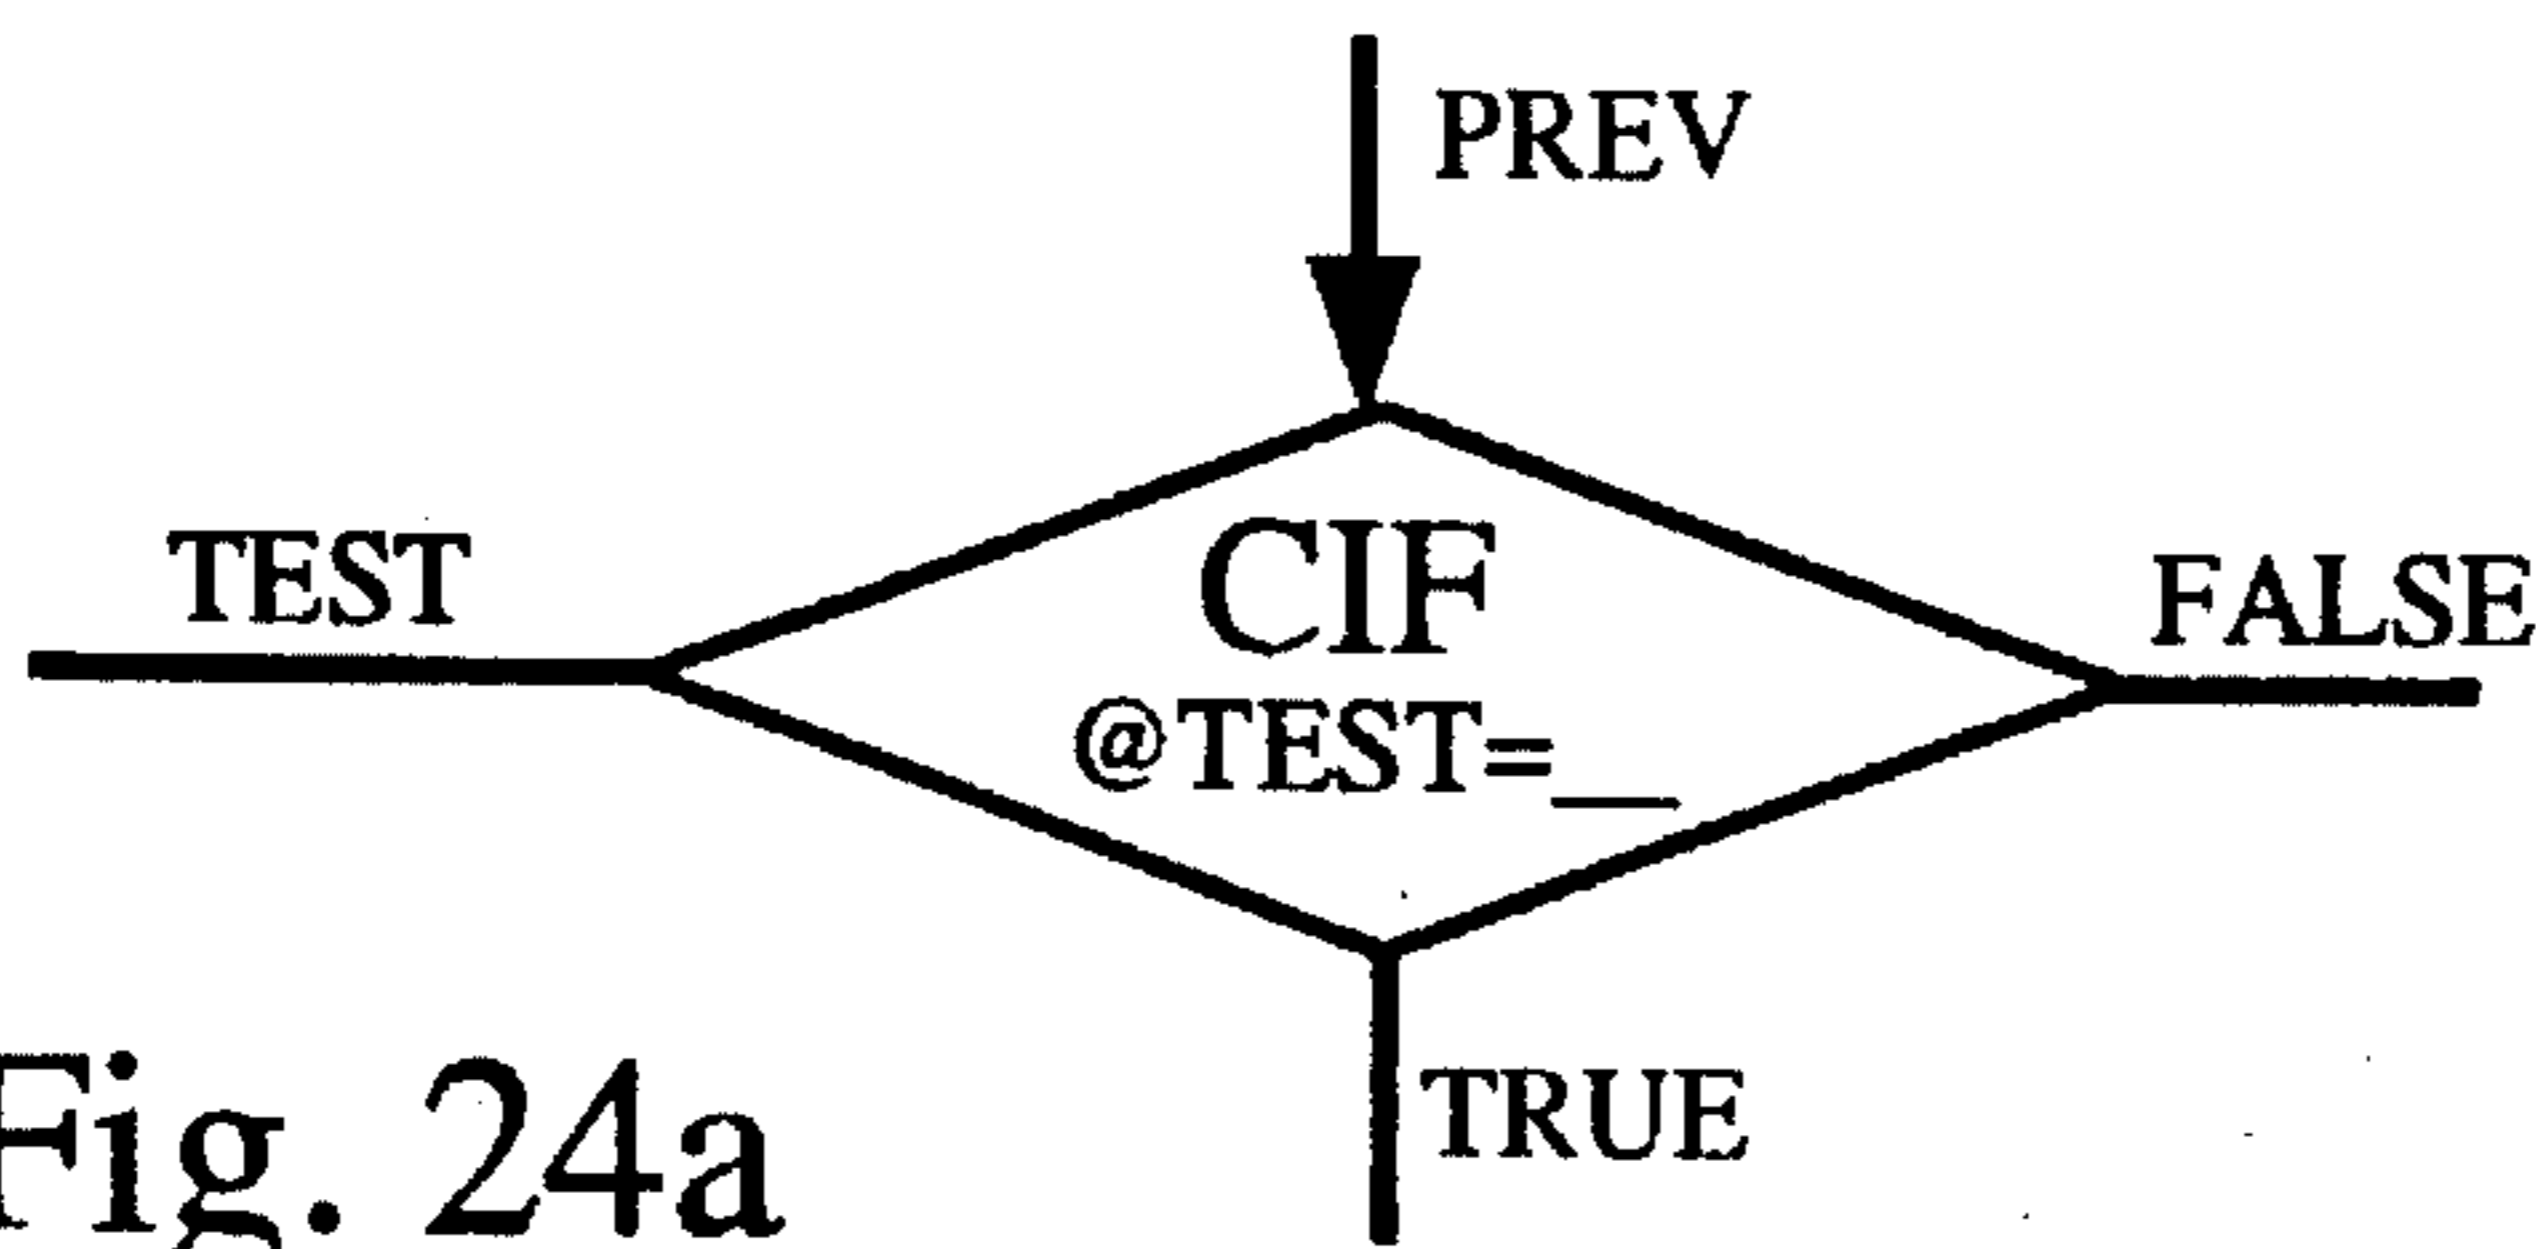 PREV
CIF
TEST
FALSE
@TEST=__
TRUE
Fig. 24a